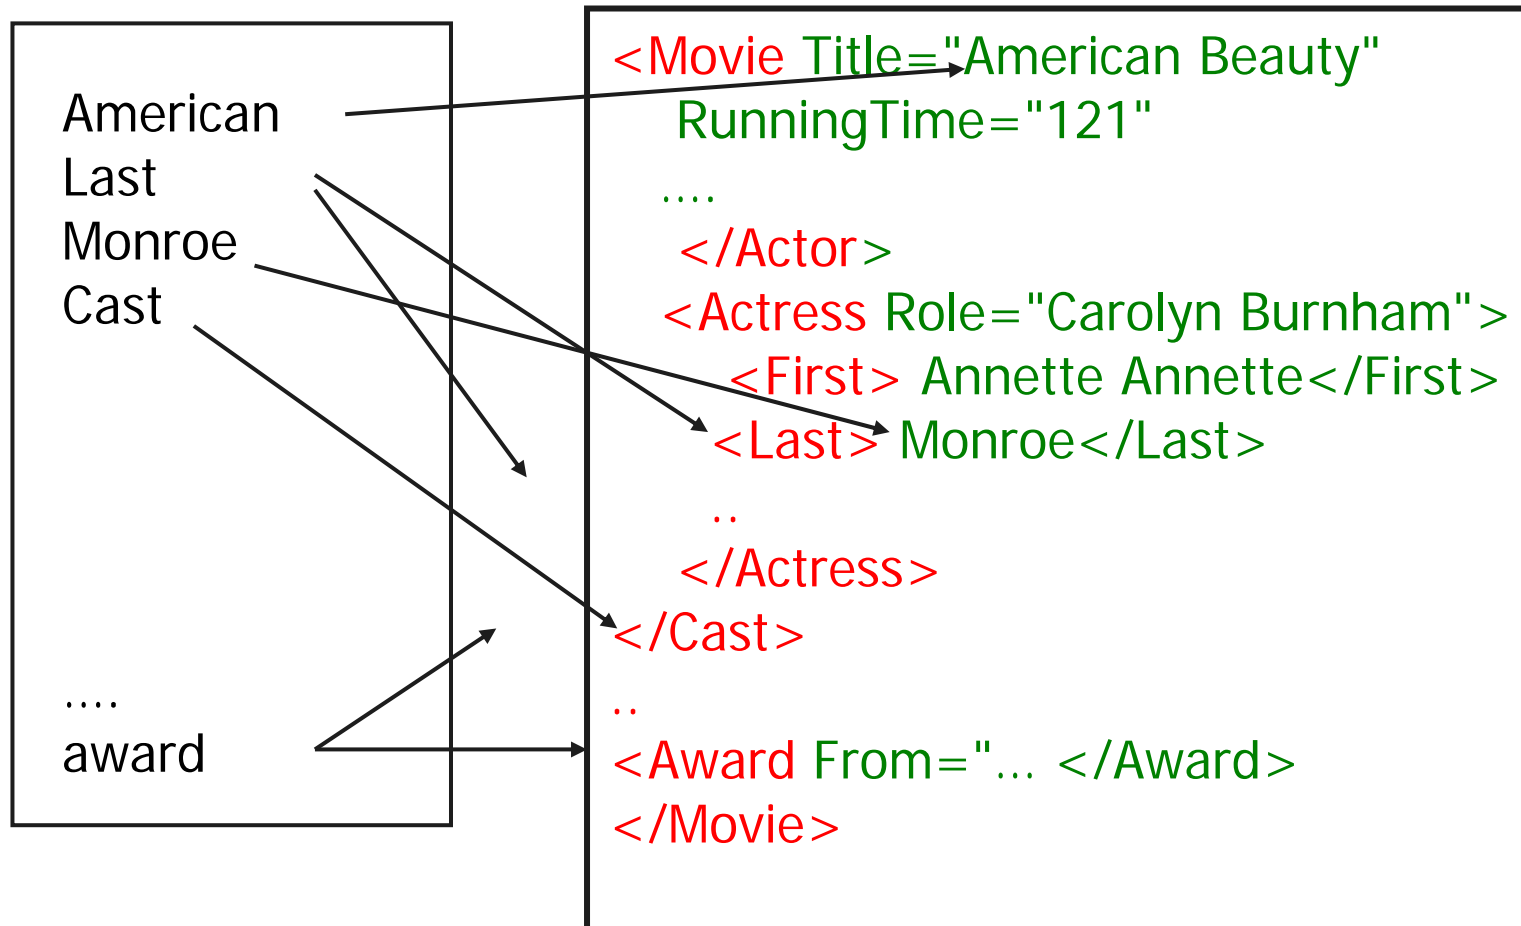 American
Last
Monroe
Cast
....
award
<Movie Title="American Beauty"
RunningTime="121"
....
</Actor>
<Actress Role="Carolyn Burnham">
<First> Annette Annette</First>
<Last> Monroe</Last>
..
</Actress>
</Cast>
..
<Award From="... </Award>
</Movie>